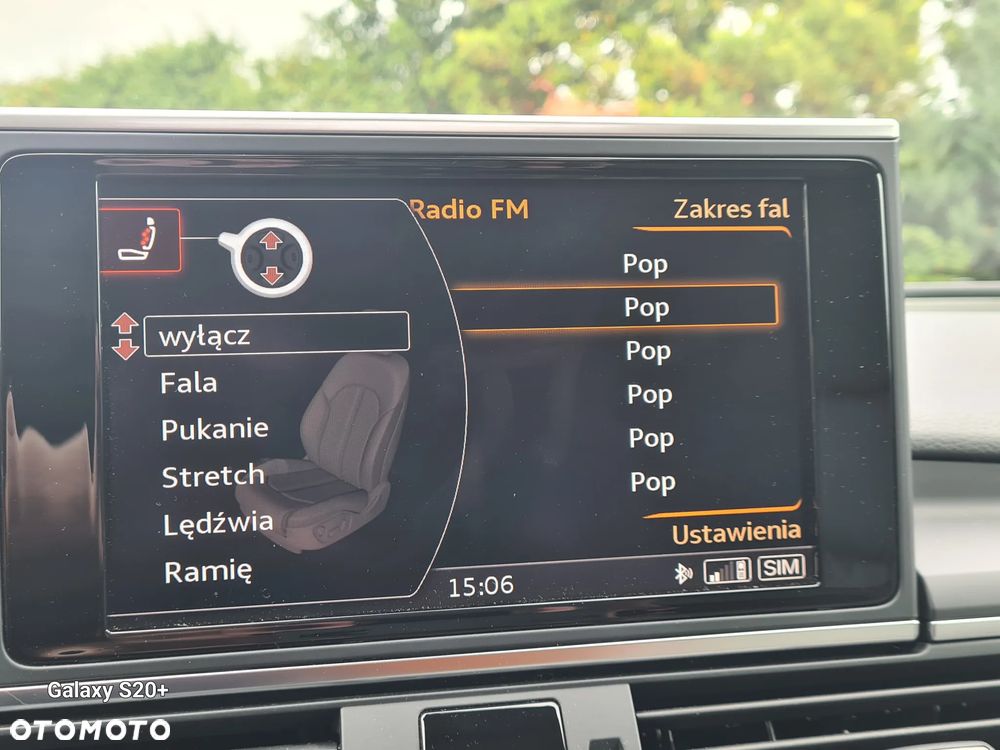 Radio FM
Zakres fal
wyłącz
Fala
Pukanie
Stretch
Lędźwia
Ramię
Pop
Pop
Pop
Pop
Pop
Pop
Ustawienia
15:06
SIM
Galaxy S20+
OTOMOTO